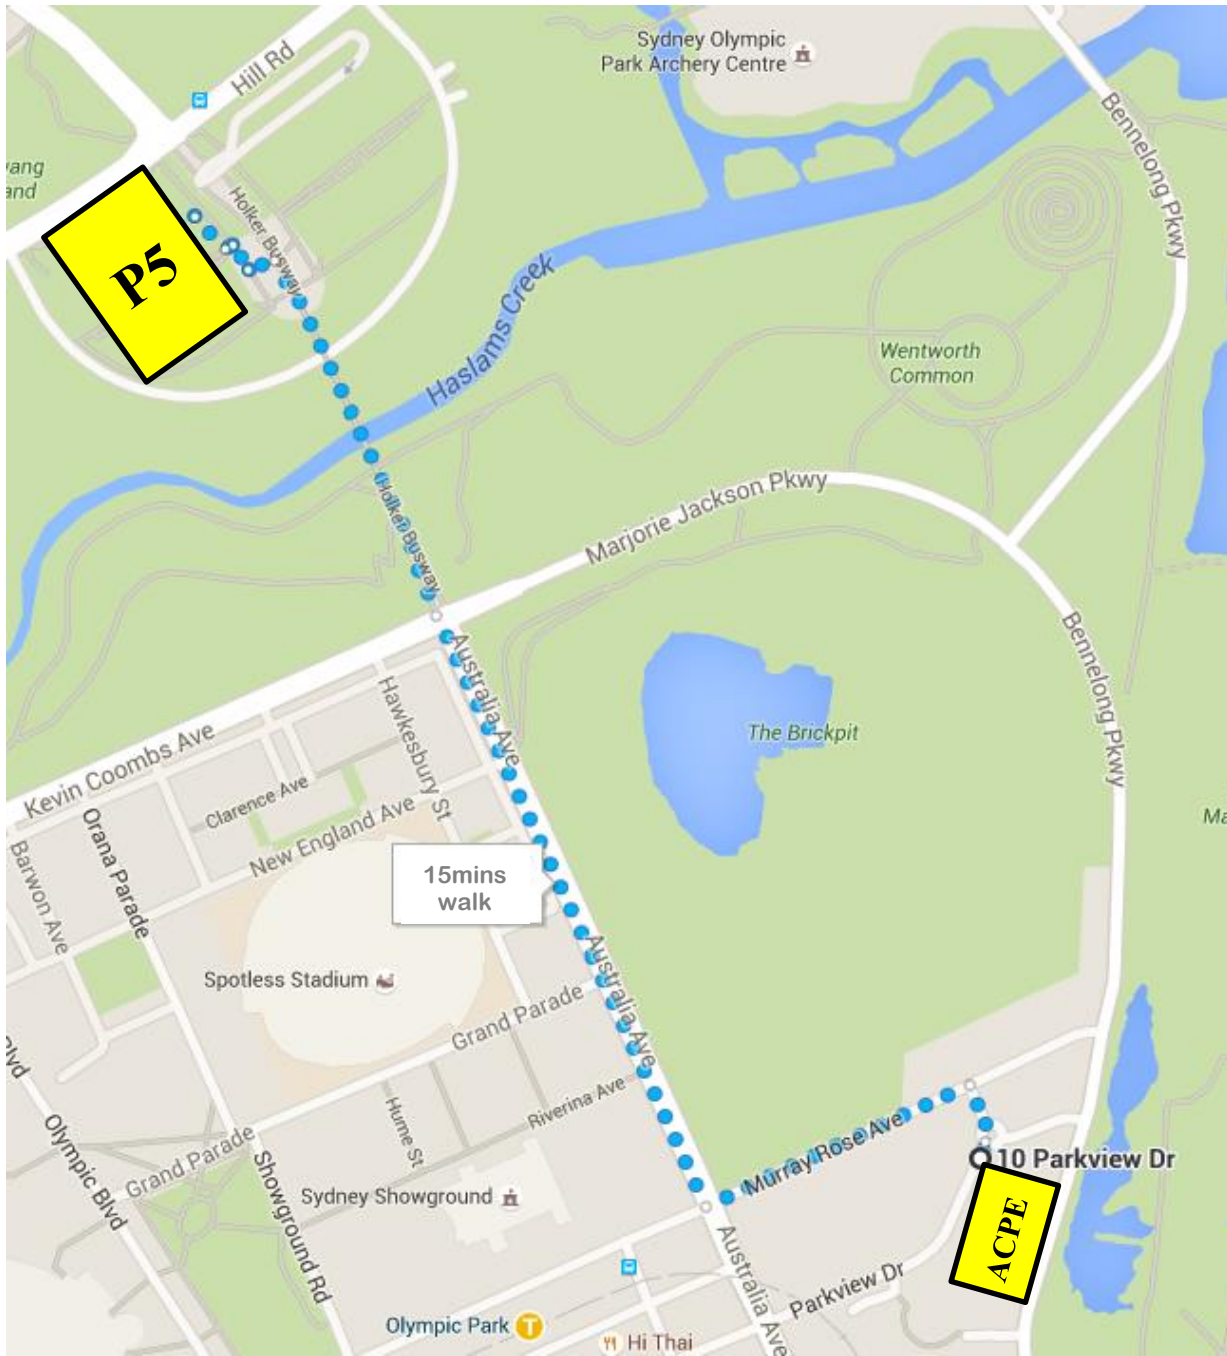 Sydney Olympic
Park Archery Centre
Hill Rd
Bennelong Pkwy
vang
and
Holker Busway
P5
Haslams Creek
Wentworth
Common
Marjorie Jackson Pkwy
Holker Busway
Bennelong Pkwy
Australia Ave
Hawkesbury St
The Brickpit
Kevin Coombs Ave
Clarence Ave
Orana Parade
New England Ave
Ma
Barwon Ave
15mins
walk
Spotless Stadium
Australia Ave
Grand Parade
Blvd
Riverina Ave
Hume St
Olympic Blvd
Grand Parade
Showground Rd
Murray Rose Ave
10 Parkview Dr
Sydney Showground
ACPE
Australia Ave
Parkview Dr
Olympic Park T
Hi Thai